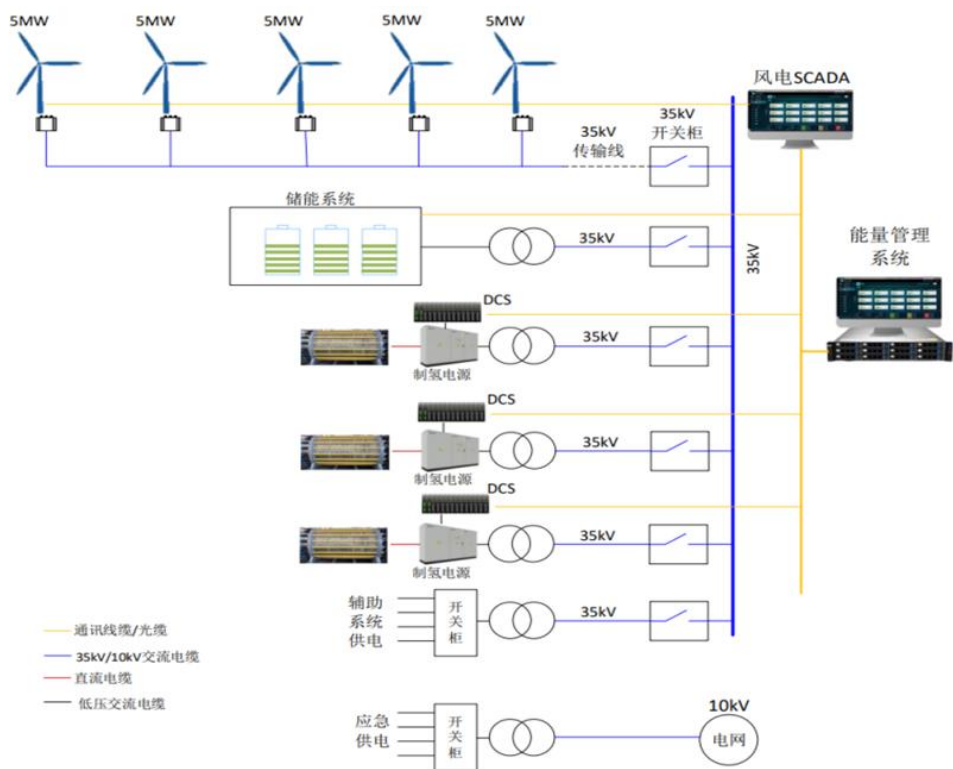 5MW
5MW
5MW
5MW
5MW
风电SCADA
35kV
传输线
35kV
开关柜
储能系统
35kV
35kV
能量管理
系统
DCS
35kV
制氢电源
DCS
35kV
制氢电源
DCS
35kV
制氢电源
辅助
系统
供电
开
关
柜
35kV
通讯线缆/光缆
35kV/10kV交流电缆
直流电缆
低压交流电缆
应急
供电
开
关
柜
10kV
电网